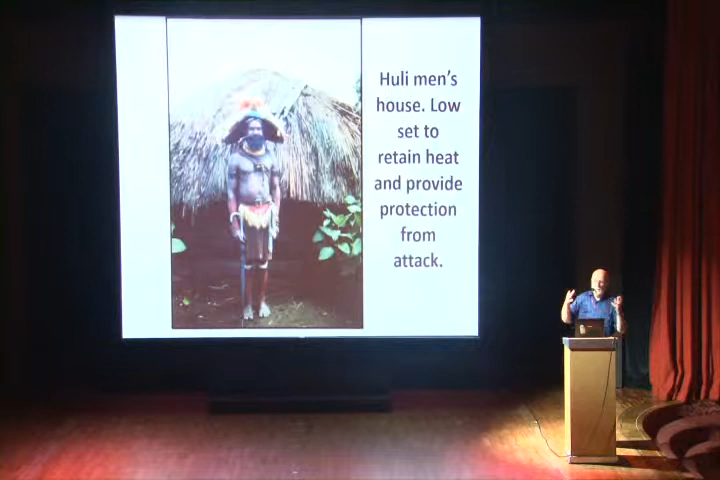 Huli men's
house. Low
set to
retain heat
and provide
protection
from
attack.